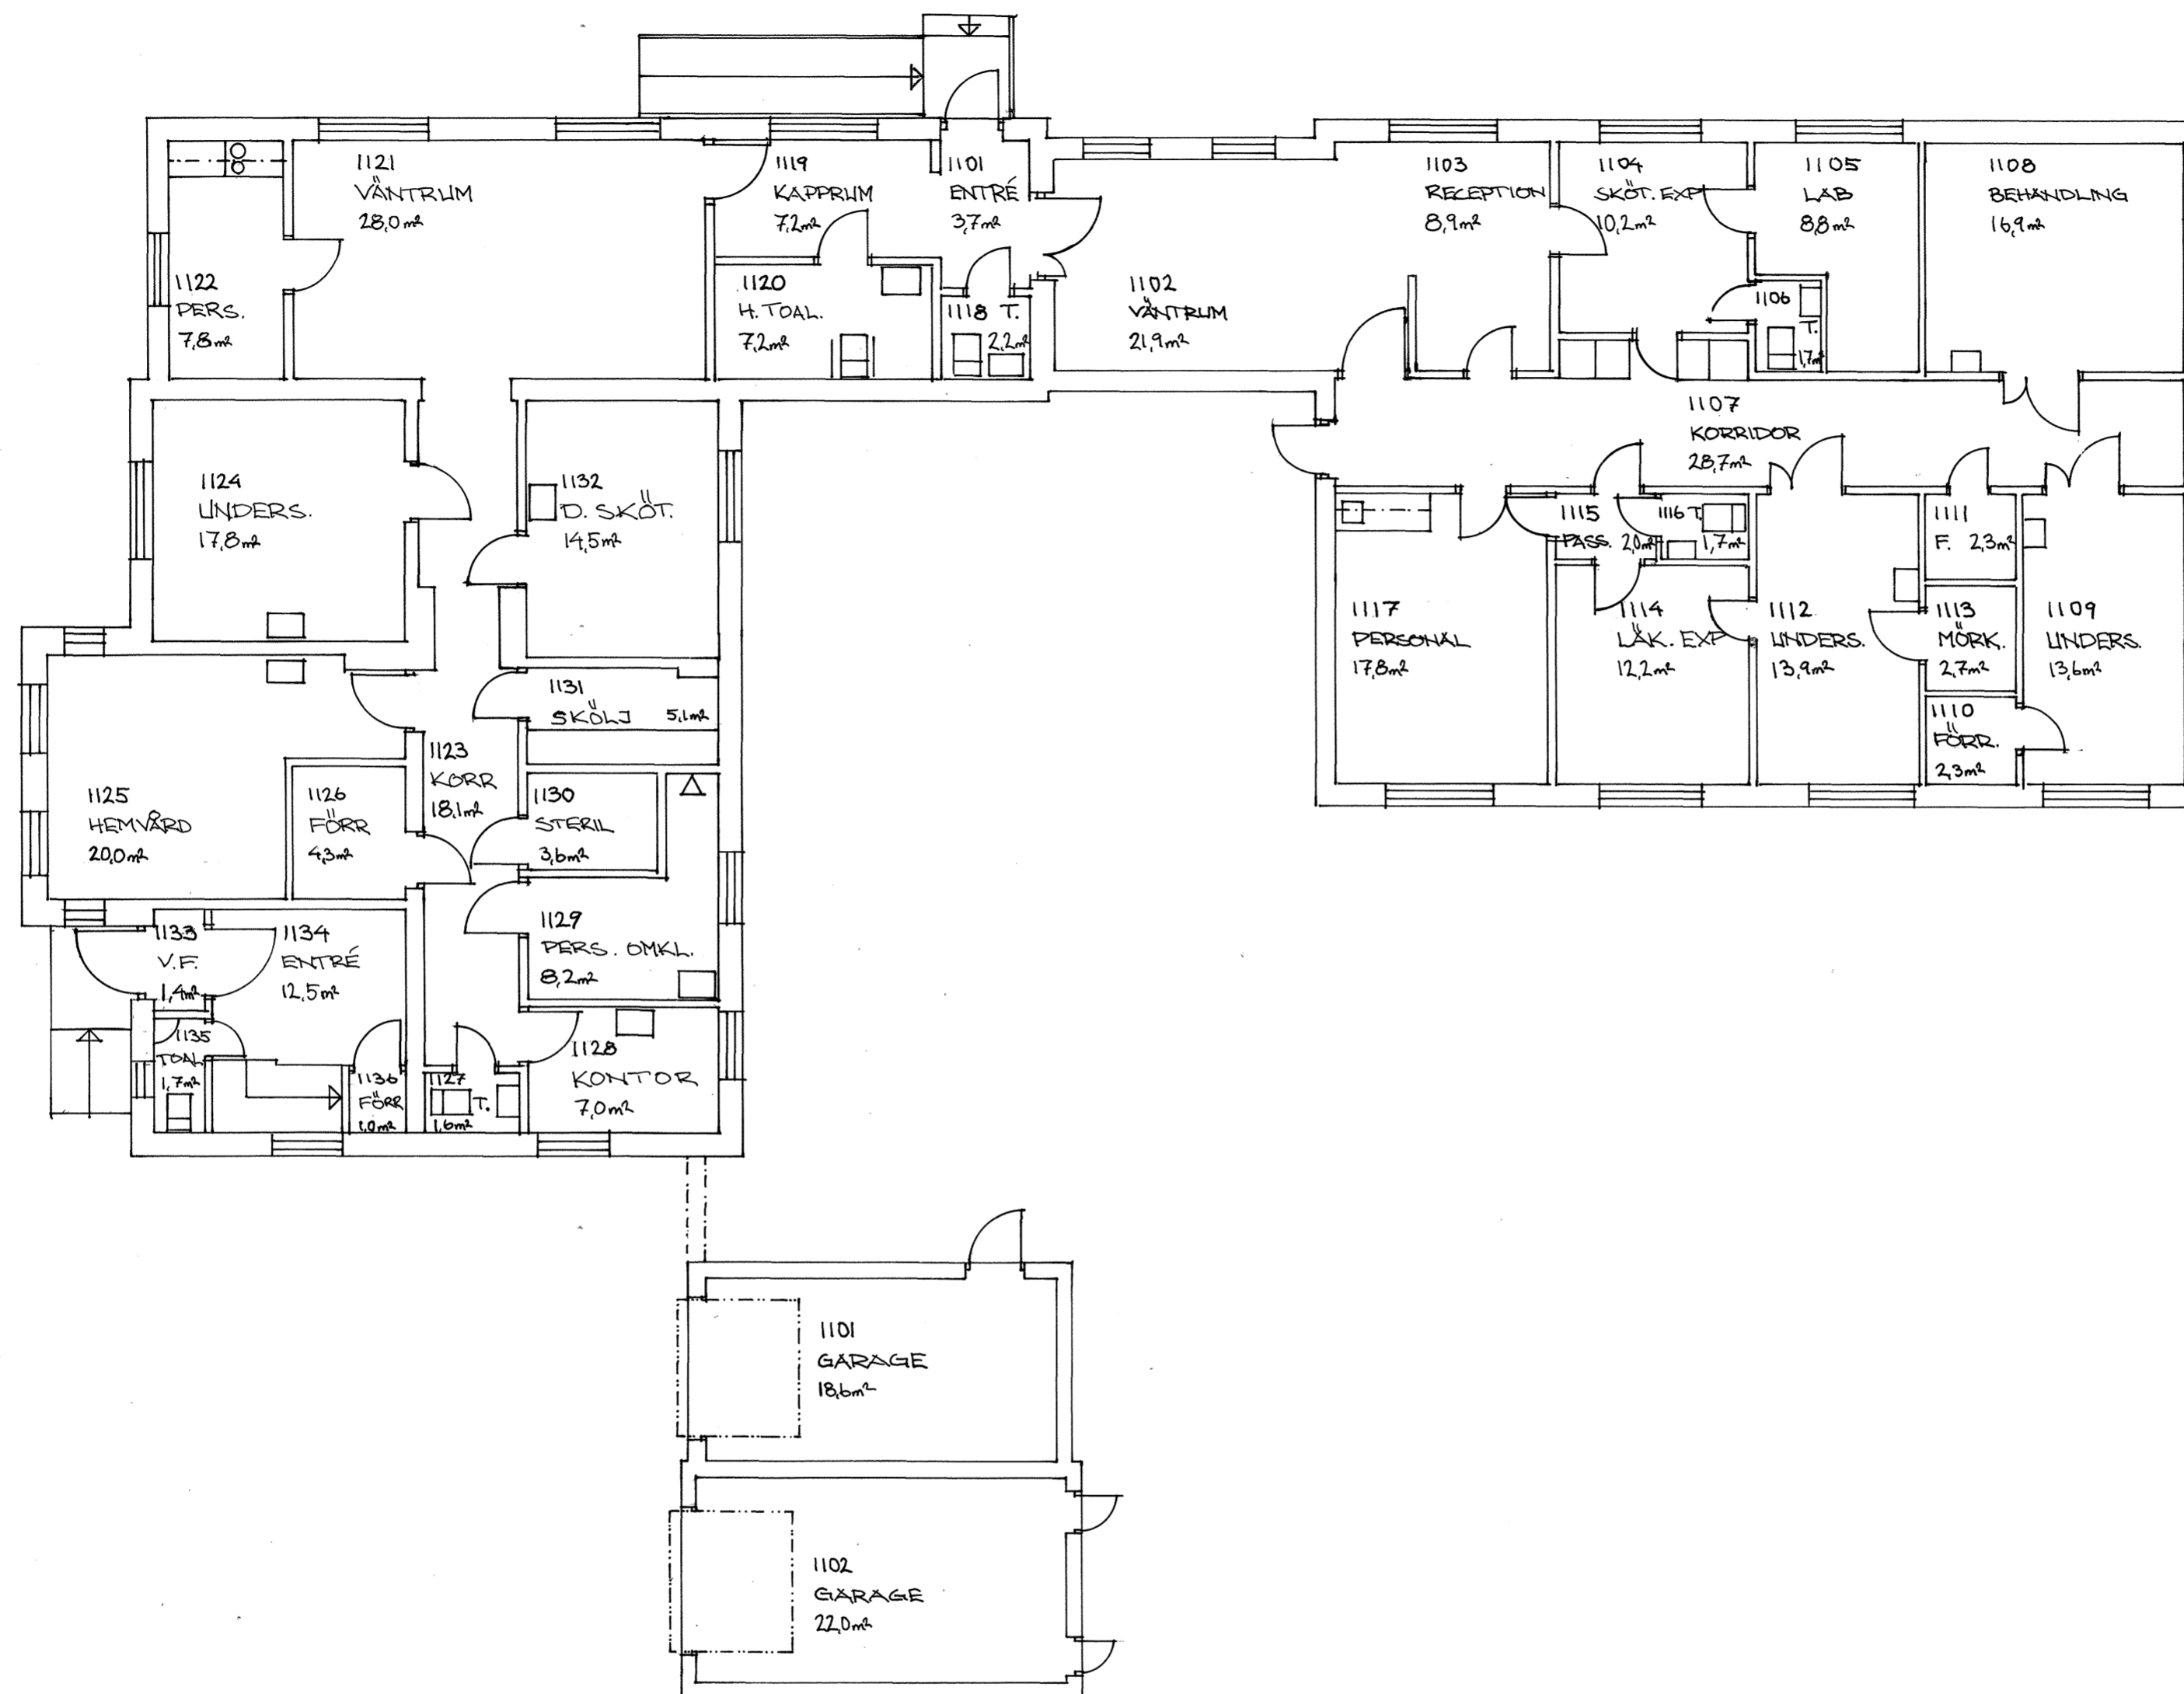 1121
VÄNTRUM
28,0m²
1119
KAPPRUM
7,2m²
1101
ENTRÉ
3,7m²
1103
RECEPTION
8,9m²
1104
SKÖT. EXP
10,2m²
1105
LAB
8,8m²
1108
BEHANDLING
16,9m²
1122
PERS.
7,8m²
1120
H. TOAL.
7,2m²
1118 T.
2,2m²
1102
VÄNTRUM
21,9m²
1106
T.
1,7m²
1107
KORRIDOR
28,7m²
1124
UNDERS.
17,8m²
1132
D. SKÖT.
14,5m²
1115
PASS. 2,0m²
1116 T.
1,7m²
1111
F. 2,3m²
1117
PERSONAL
17,8m²
1114
LÄK. EXP
12,2m²
1112
UNDERS.
13,9m²
1113
MÖRK.
2,7m²
1109
UNDERS.
13,6m²
1110
FÖRR.
2,3m²
1131
SKÖLJ 5,1m²
1123
KORR
18,1m²
1125
HEMVÅRD
20,0m²
1126
FÖRR
4,3m²
1130
STERIL
3,6m²
1129
PERS. OMKL.
8,2m²
1133
V.F.
1,4m²
1134
ENTRÉ
12,5m²
1135
TOAL
1,7m²
1136
FÖRR
1,0m²
1127
T.
1,6m²
1128
KONTOR
7,0m²
1101
GARAGE
18,6m²
1102
GARAGE
22,0m²